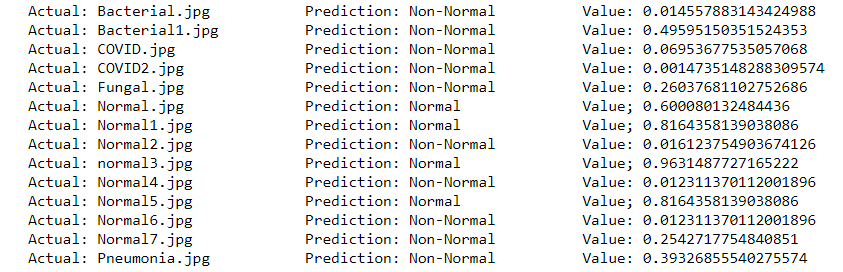 Actual: Bacterial.jpg Prediction: Non-Normal Value: 0.014557883143424988
Actual: Bacterial1.jpg Prediction: Non-Normal Value: 0.49595150351524353
Actual: COVID.jpg Prediction: Non-Normal Value: 0.06953677535057068
Actual: COVID2.jpg Prediction: Non-Normal Value: 0.0014735148288309574
Actual: Fungal.jpg Prediction: Non-Normal Value: 0.26037681102752686
Actual: Normal.jpg Prediction: Normal Value; 0.600080132484436
Actual: Normal1.jpg Prediction: Normal Value; 0.8164358139038086
Actual: Normal2.jpg Prediction: Non-Normal Value: 0.016123754903674126
Actual: normal3.jpg Prediction: Normal Value; 0.9631487727165222
Actual: Normal4.jpg Prediction: Non-Normal Value: 0.012311370112001896
Actual: Normal5.jpg Prediction: Normal Value; 0.8164358139038086
Actual: Normal6.jpg Prediction: Non-Normal Value: 0.012311370112001896
Actual: Normal7.jpg Prediction: Non-Normal Value: 0.2542717754840851
Actual: Pneumonia.jpg Prediction: Non-Normal Value: 0.39326855540275574